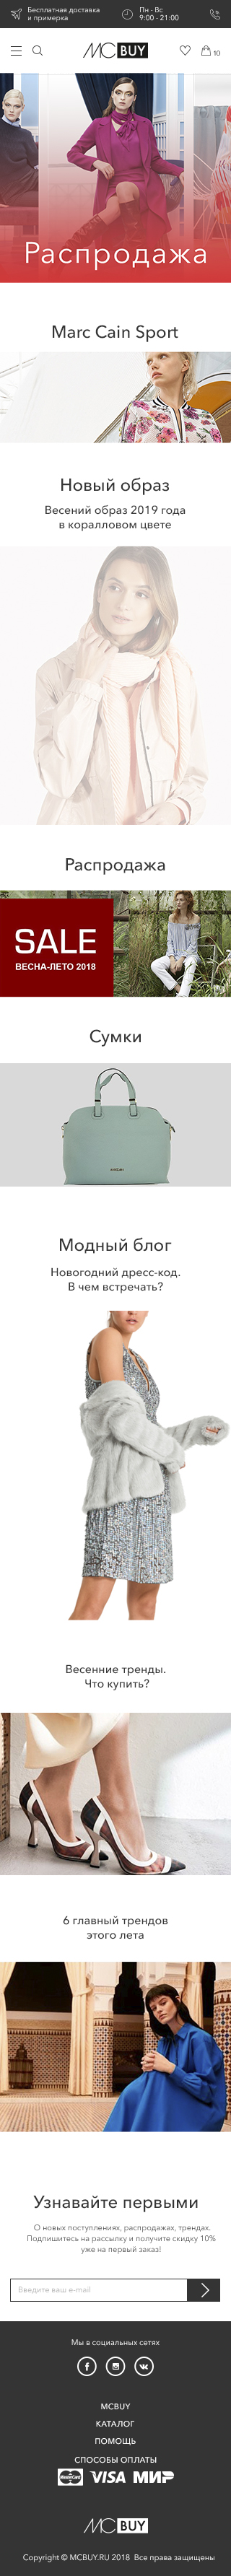 Бесплатная доставка
и примерка
Пн - Вс
9:00 - 21:00
MCBUY
10
Распродажа
Marc Cain Sport
Новый образ
Весений образ 2019 года
в коралловом цвете
Распродажа
SALE
ВЕСНА-ЛЕТО 2018
Сумки
Модный блог
Новогодний дресс-код.
В чем встречать?
Весенние тренды.
Что купить?
6 главный трендов
этого лета
Узнавайте первыми
О новых поступлениях, распродажах, трендах.
Подпишитесь на рассылку и получите скидку 10%
уже на первый заказ!
Введите ваш e-mail
Мы в социальных сетях
MCBUY
КАТАЛОГ
ПОМОЩЬ
СПОСОБЫ ОПЛАТЫ
MasterCard VISA МИР
MCBUY
Copyright © MCBUY.RU 2018 Все права защищены